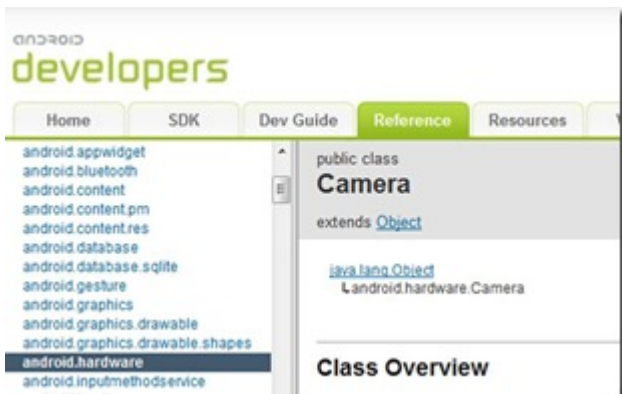 android
developers
Home SDK Dev Guide Reference Resources
android.appwidget
android.bluetooth
android.content
android.content.pm
android.content.res
android.database
android.database.sqlite
android.gesture
android.graphics
android.graphics.drawable
android.graphics.drawable.shapes
android.hardware
android.inputmethodservice
public class
Camera
extends Object
java.lang.Object
↳android.hardware.Camera
Class Overview